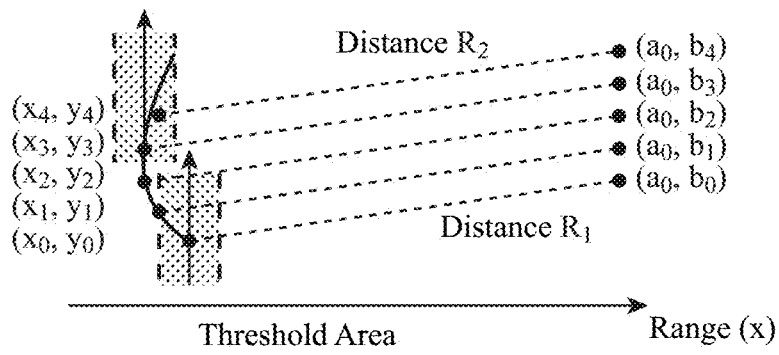 Distance R₂
(a₀, b₄)
(a₀, b₃)
(x₄, y₄)
(a₀, b₂)
(x₃, y₃)
(a₀, b₁)
(x₂, y₂)
(a₀, b₀)
(x₁, y₁)
(x₀, y₀)
Distance R₁
Threshold Area
Range (x)